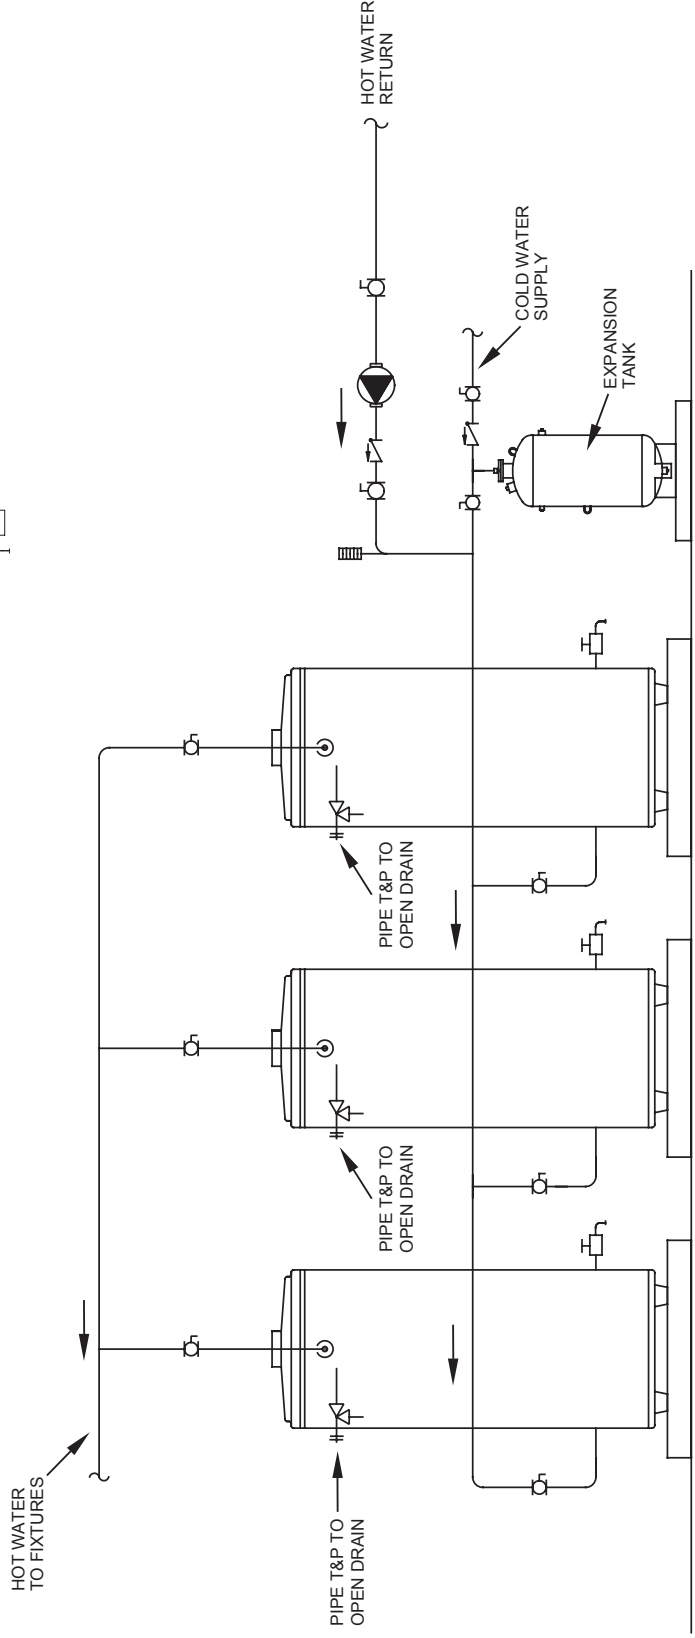 HOT WATER
TO FIXTURES
PIPE T&P TO
OPEN DRAIN
PIPE T&P TO
OPEN DRAIN
PIPE T&P TO
OPEN DRAIN
HOT WATER
RETURN
COLD WATER
SUPPLY
EXPANSION
TANK